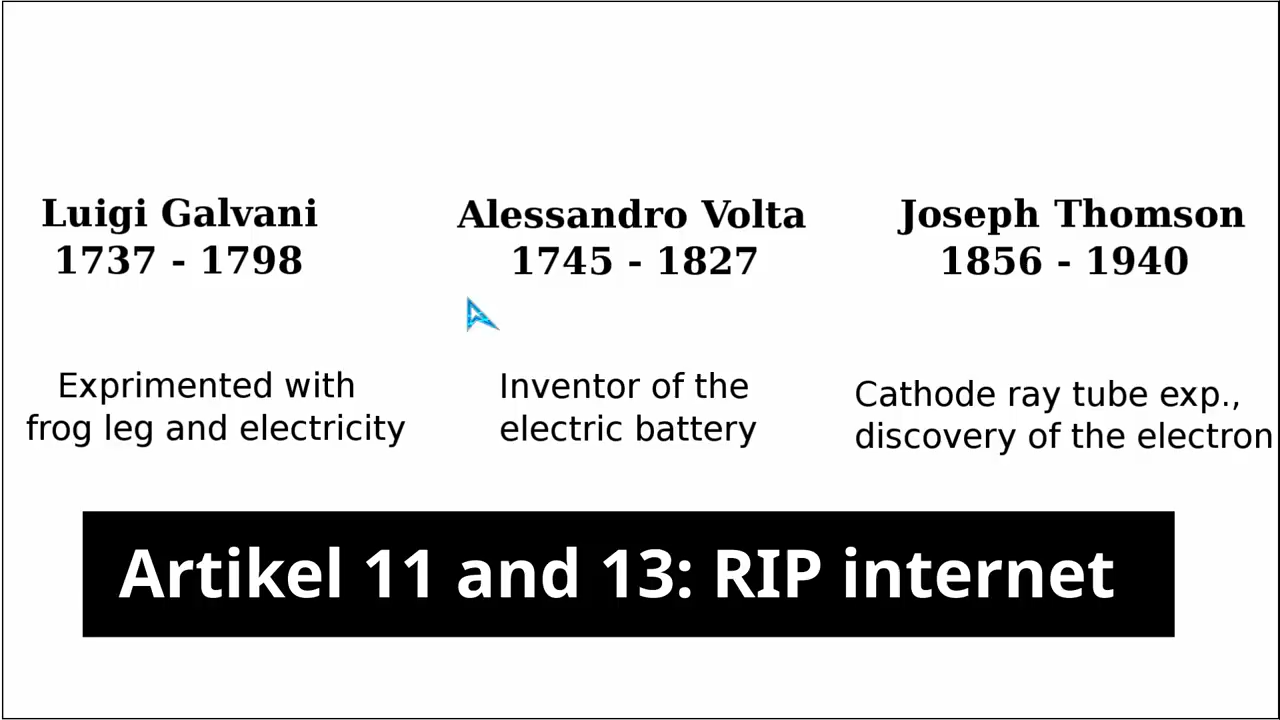 Luigi Galvani
1737 - 1798
Alessandro Volta
1745 - 1827
Joseph Thomson
1856 - 1940
Exprimented with
frog leg and electricity
Inventor of the
electric battery
Cathode ray tube exp.,
discovery of the electron
Artikel 11 and 13: RIP internet